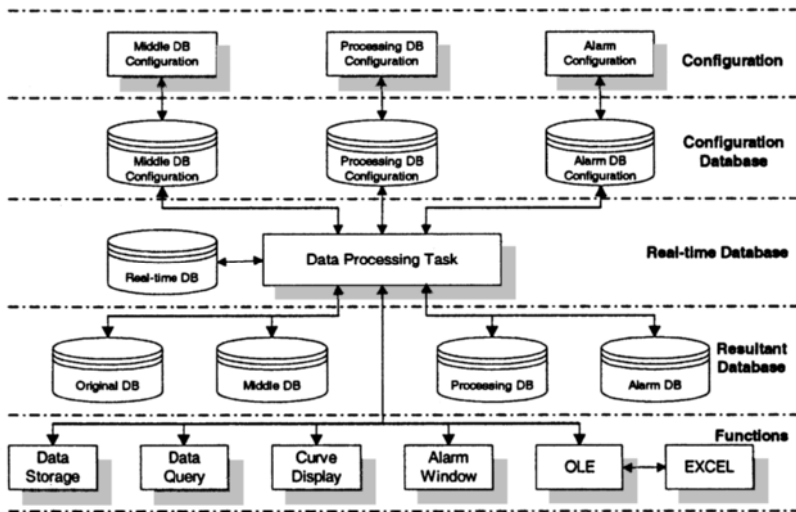 Middle DB
Configuration
Processing DB
Configuration
Alarm
Configuration
Configuration
Middle DB
Configuration
Processing DB
Configuration
Alarm DB
Configuration
Configuration
Database
Real-time DB
Data Processing Task
Real-time Database
Original DB
Middle DB
Processing DB
Alarm DB
Resultant
Database
Functions
Data
Storage
Data
Query
Curve
Display
Alarm
Window
OLE
EXCEL